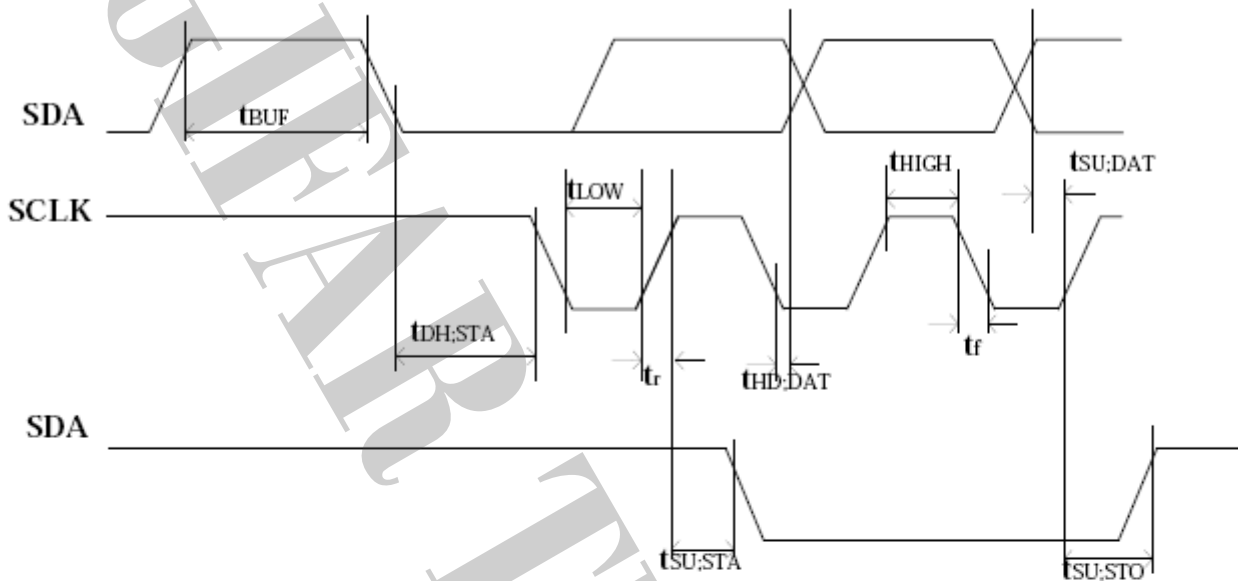 SDA
tBUF
tHIGH
tSU;DAT
tLOW
SCLK
tDH;STA
tr
tHD;DAT
tf
SDA
tSU;STA
tSU;STO